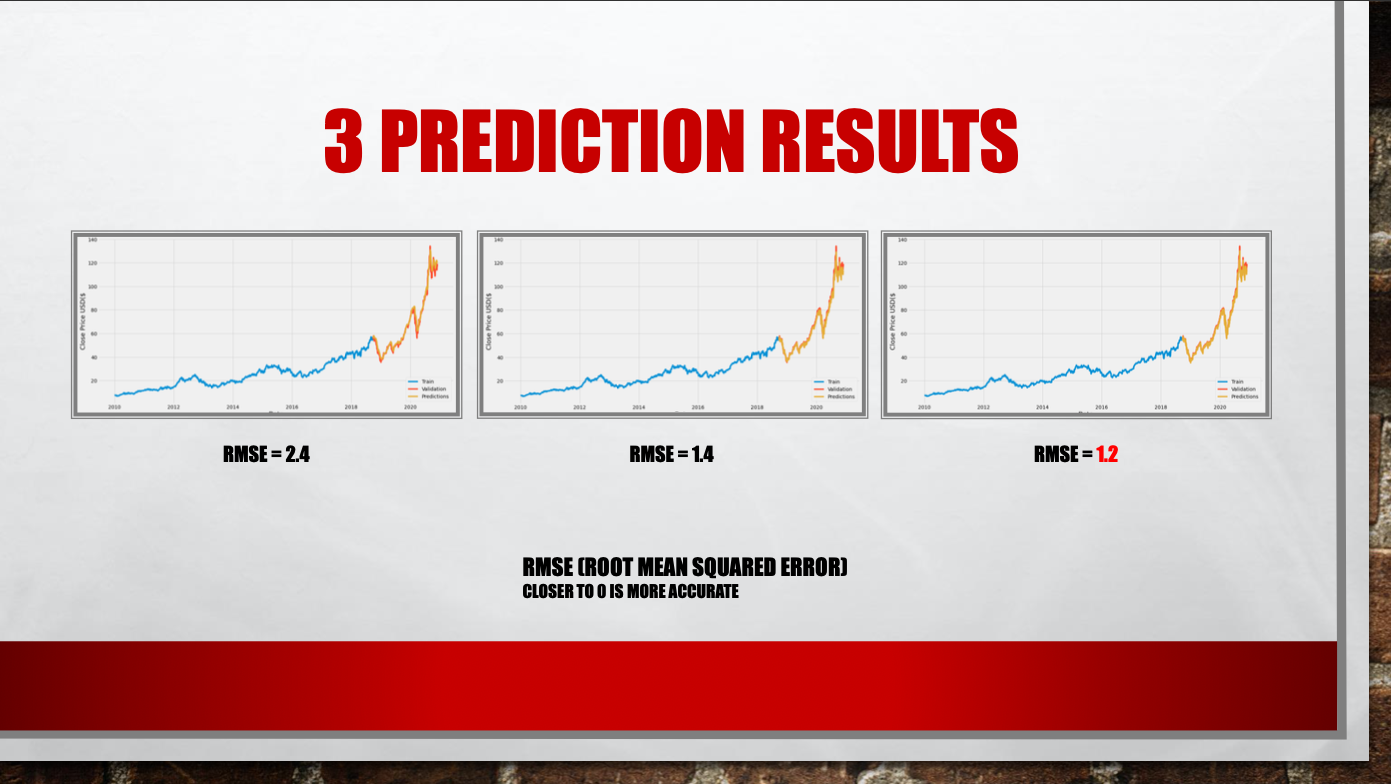 3 PREDICTION RESULTS
140
120
100
80
60
40
20
Close Price USD($
2010 2012 2014 2016 2018 2020
Train
Validation
Predictions
140
120
100
80
60
40
20
Close Price USD($
2010 2012 2014 2016 2018 2020
Train
Validation
Predictions
140
120
100
80
60
40
20
Close Price USD($
2010 2012 2014 2016 2018 2020
Train
Validation
Predictions
RMSE = 2.4
RMSE = 1.4
RMSE = 1.2
RMSE (ROOT MEAN SQUARED ERROR)
CLOSER TO 0 IS MORE ACCURATE